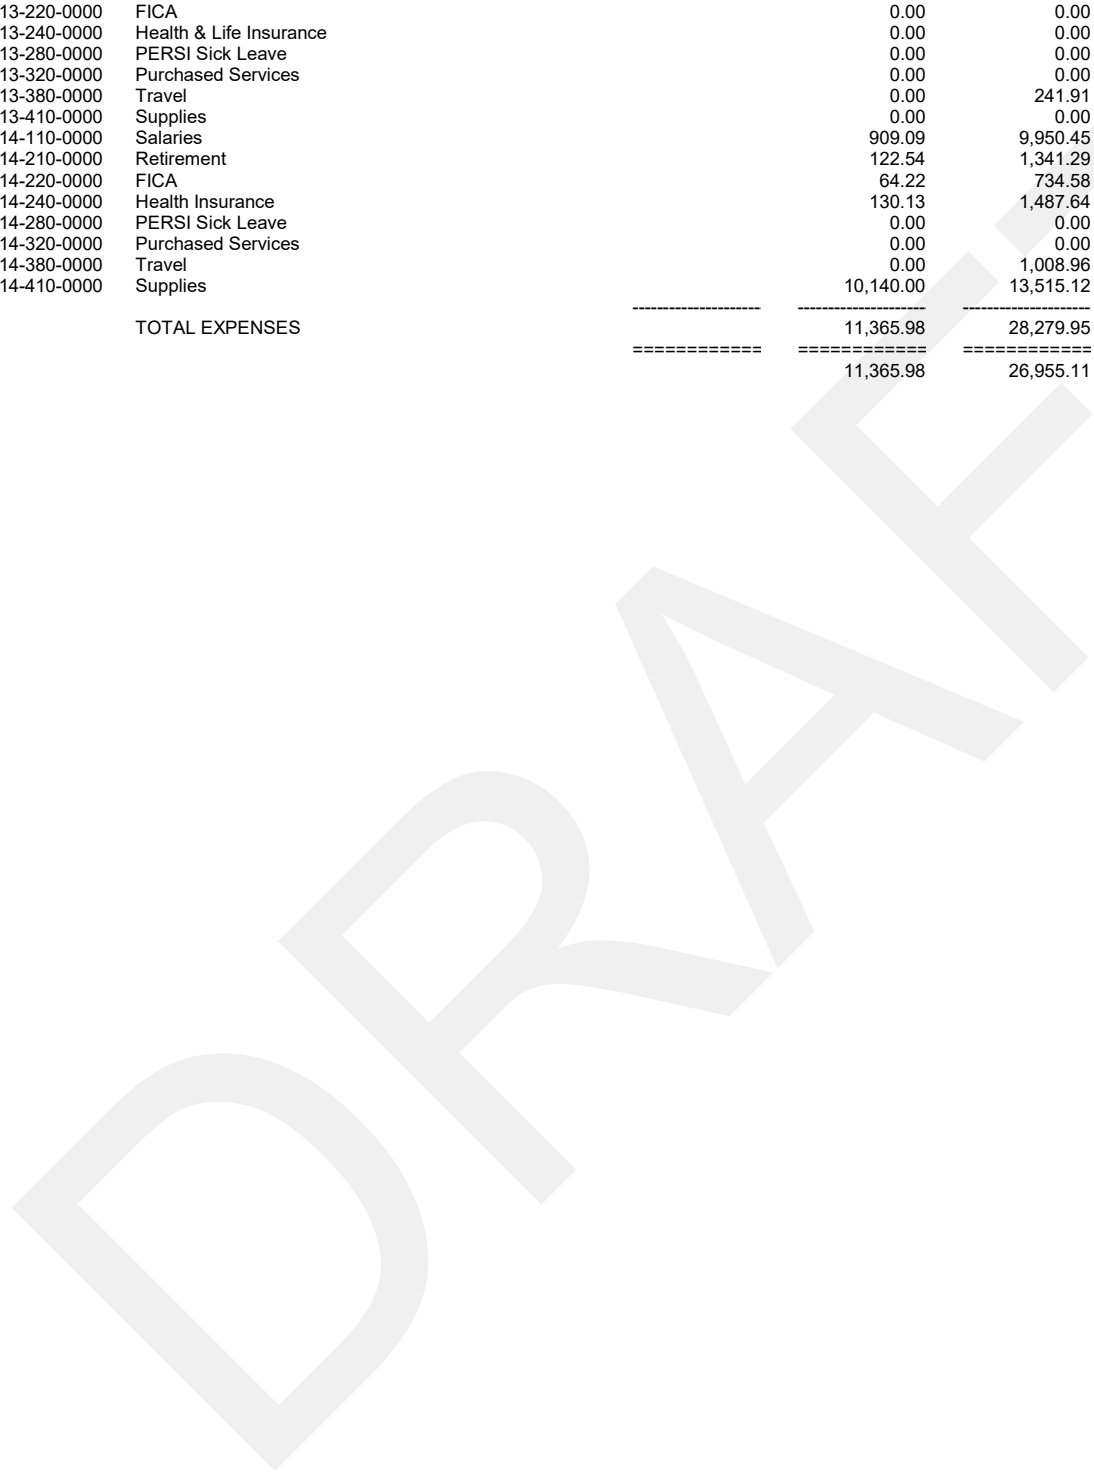 13-220-0000 FICA 0.00 0.00
13-240-0000 Health & Life Insurance 0.00 0.00
13-280-0000 PERSI Sick Leave 0.00 0.00
13-320-0000 Purchased Services 0.00 0.00
13-380-0000 Travel 0.00 241.91
13-410-0000 Supplies 0.00 0.00
14-110-0000 Salaries 909.09 9,950.45
14-210-0000 Retirement 122.54 1,341.29
14-220-0000 FICA 64.22 734.58
14-240-0000 Health Insurance 130.13 1,487.64
14-280-0000 PERSI Sick Leave 0.00 0.00
14-320-0000 Purchased Services 0.00 0.00
14-380-0000 Travel 0.00 1,008.96
14-410-0000 Supplies 10,140.00 13,515.12
--------------------- --------------------- ---------------------
TOTAL EXPENSES 11,365.98 28,279.95
============ ============ ============
11,365.98 26,955.11
DRAFT